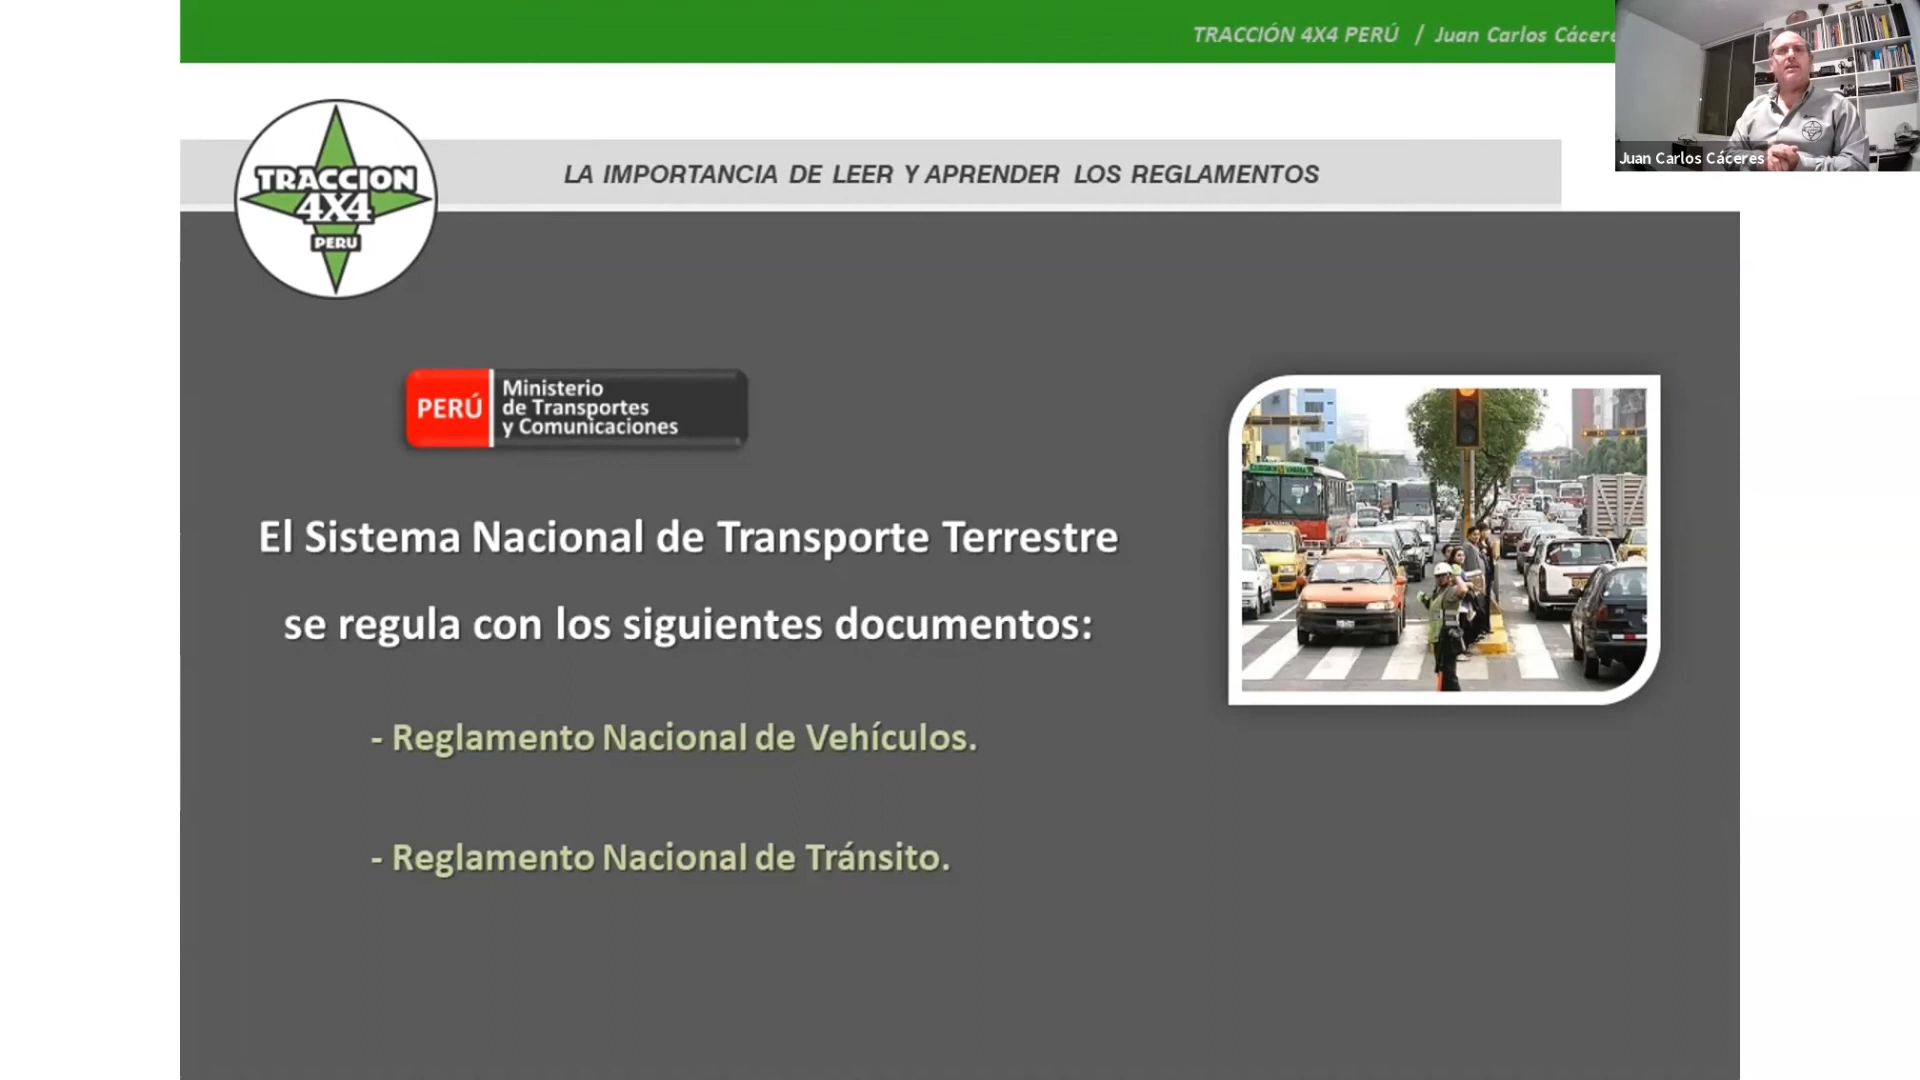 TRACCIÓN 4X4 PERÚ / Juan Carlos Cácere
Juan Carlos Cáceres
LA IMPORTANCIA DE LEER Y APRENDER LOS REGLAMENTOS
TRACCION
4X4
PERU
PERÚ
Ministerio
de Transportes
y Comunicaciones
El Sistema Nacional de Transporte Terrestre
se regula con los siguientes documentos:
- Reglamento Nacional de Vehículos.
- Reglamento Nacional de Tránsito.